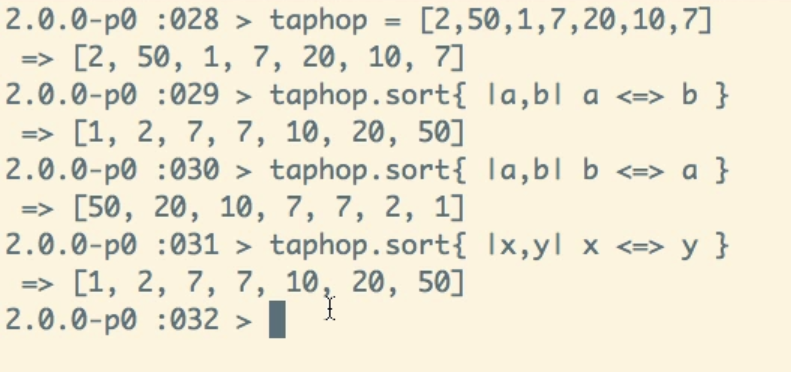 2.0.0-p0 :028 > taphop = [2,50,1,7,20,10,7]
 => [2, 50, 1, 7, 20, 10, 7]
2.0.0-p0 :029 > taphop.sort{ |a,b| a <=> b }
 => [1, 2, 7, 7, 10, 20, 50]
2.0.0-p0 :030 > taphop.sort{ |a,b| b <=> a }
 => [50, 20, 10, 7, 7, 2, 1]
2.0.0-p0 :031 > taphop.sort{ |x,y| x <=> y }
 => [1, 2, 7, 7, 10, 20, 50]
2.0.0-p0 :032 >